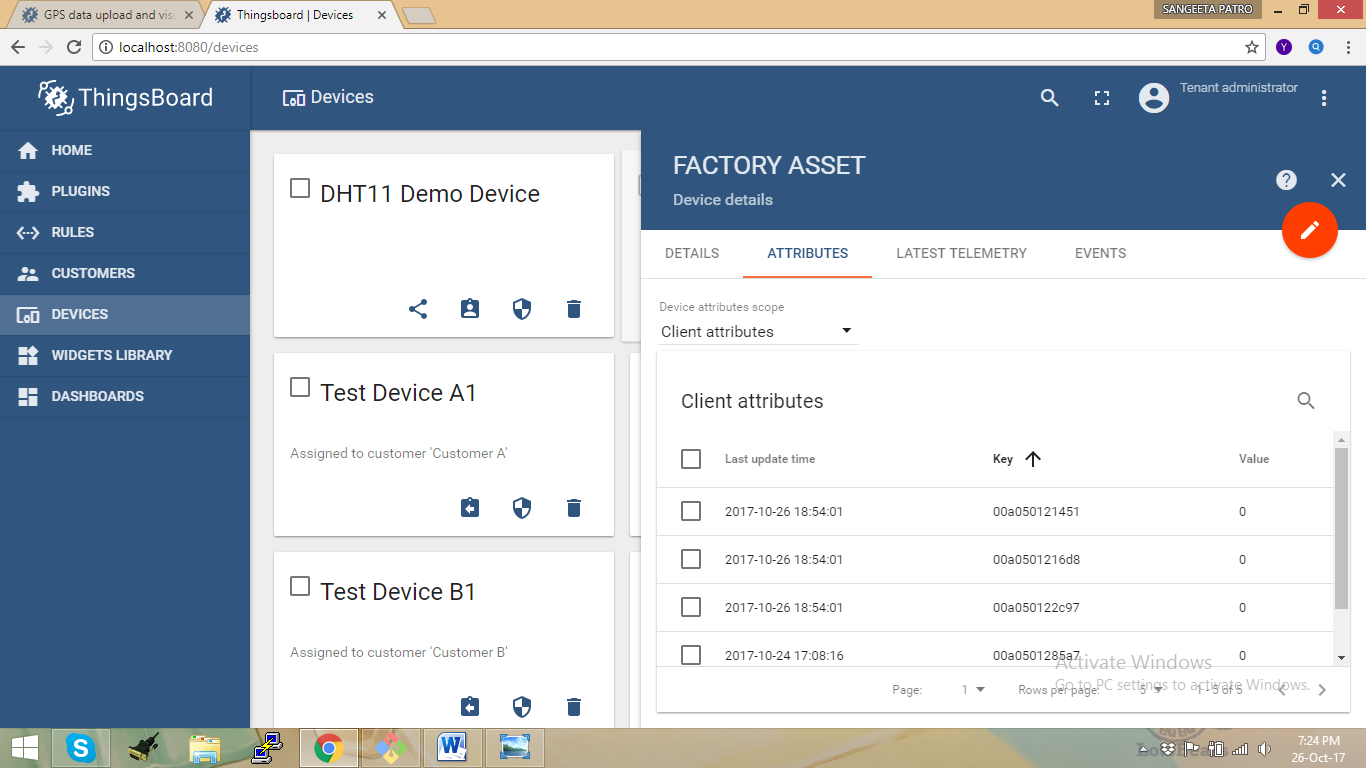 SANGEETA PATRO
GPS data upload and visu
Thingsboard | Devices
localhost:8080/devices
Y
Q
ThingsBoard
Devices
Tenant administrator
HOME
PLUGINS
RULES
CUSTOMERS
DEVICES
WIDGETS LIBRARY
DASHBOARDS
DHT11 Demo Device
Test Device A1
Assigned to customer 'Customer A'
Test Device B1
Assigned to customer 'Customer B'
FACTORY ASSET
Device details
?
DETAILS ATTRIBUTES LATEST TELEMETRY EVENTS
Device attributes scope
Client attributes
Client attributes
Last update time Key Value
2017-10-26 18:54:01 00a050121451 0
2017-10-26 18:54:01 00a0501216d8 0
2017-10-26 18:54:01 00a050122c97 0
2017-10-24 17:08:16 00a0501285a7 0
Activate Windows
Go to PC settings to activate Windows.
Page: 1 Rows per page: 5 1 - 5 of 5
7:24 PM
26-Oct-17